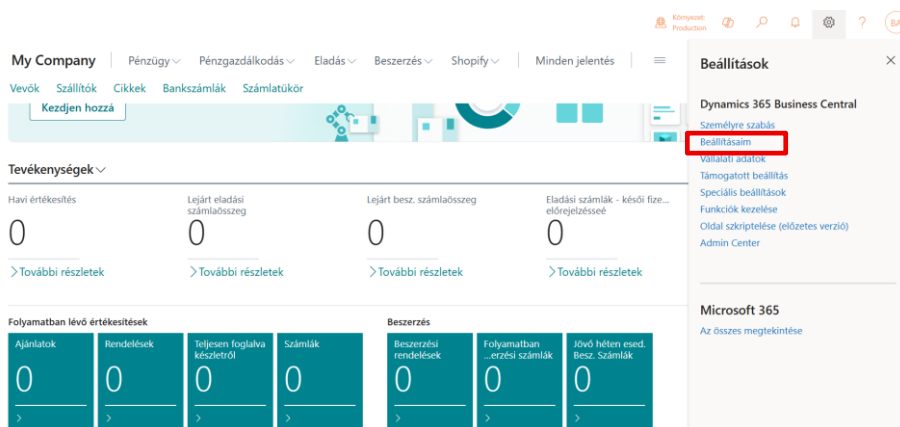 Környezet:
Production
BA
My Company Pénzügy Pénzgazdálkodás Eladás Beszerzés Shopify Minden jelentés
Vevők Szállítók Cikkek Bankszámlák Számlatükör
Kezdjen hozzá
Tevékenységek
Havi értékesítés
0
További részletek
Lejárt eladási
számlaösszeg
0
További részletek
Lejárt besz. számlaösszeg
0
További részletek
Eladási számlák - késői fize...
előrejelzésseé
0
További részletek
Folyamatban lévő értékesítések
Ajánlatok
0
Rendelések
0
Teljesen foglalva
készletről
0
Számlák
0
Beszerzés
Beszerzési
rendelések
0
Folyamatban
...erzési számlák
0
Jövő héten esed.
Besz. Számlák
0
Beállítások
Dynamics 365 Business Central
Személyre szabás
Beállításaim
Vállalati adatok
Támogatott beállítás
Speciális beállítások
Funkciók kezelése
Oldal szkriptelése (előzetes verzió)
Admin Center
Microsoft 365
Az összes megtekintése